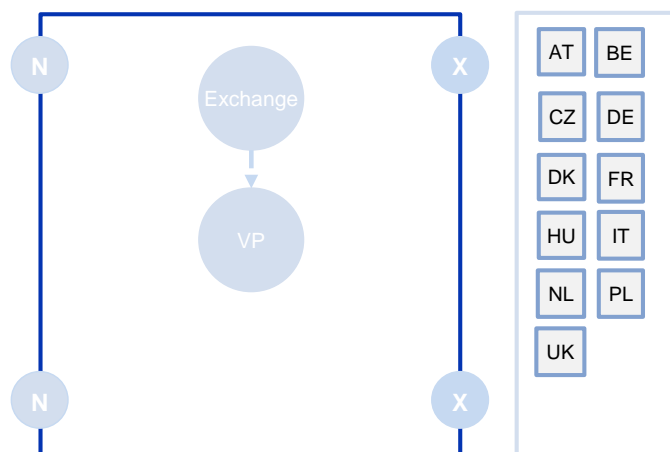 N
X
Exchange
VP
N
X
AT BE
CZ DE
DK FR
HU IT
NL PL
UK